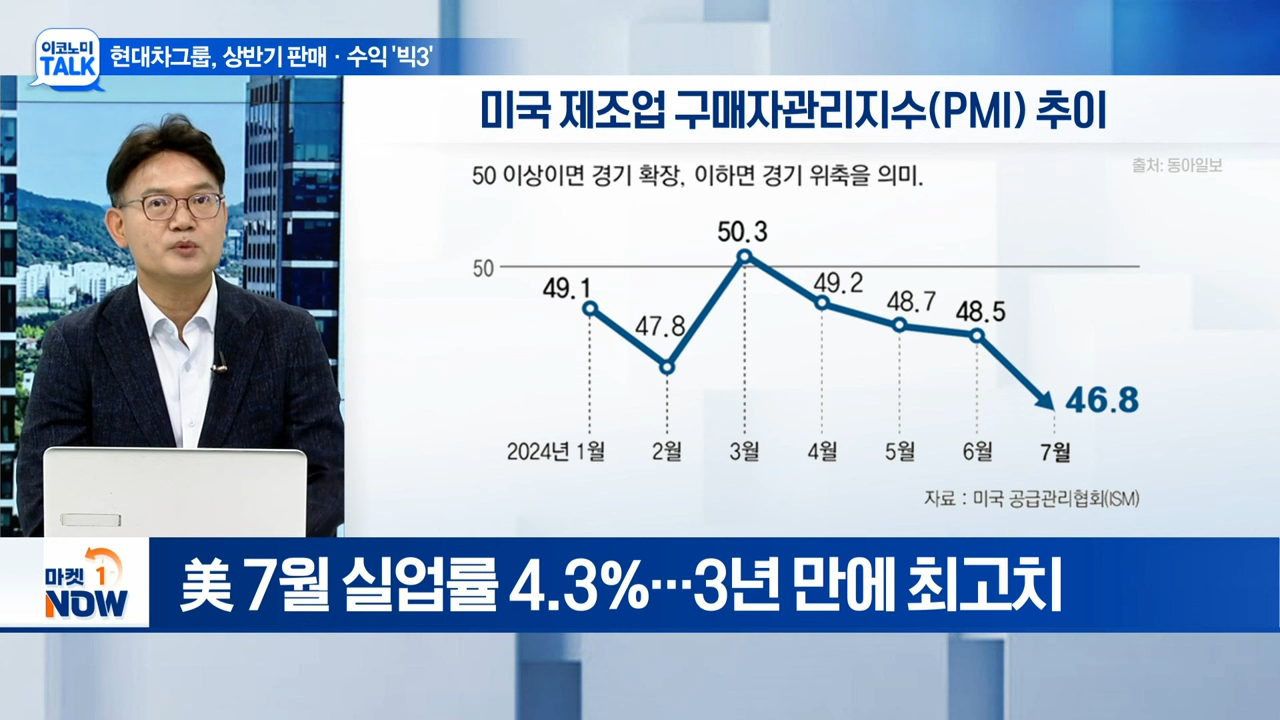 이코노미
TALK
현대차그룹, 상반기 판매 · 수익 '빅3'
미국 제조업 구매자관리지수(PMI) 추이
출처: 동아일보
50 이상이면 경기 확장, 이하면 경기 위축을 의미.
50
49.1
47.8
50.3
49.2
48.7
48.5
46.8
2024년 1월 2월 3월 4월 5월 6월 7월
자료 : 미국 공급관리협회(ISM)
마켓 1
NOW
美 7월 실업률 4.3%…3년 만에 최고치